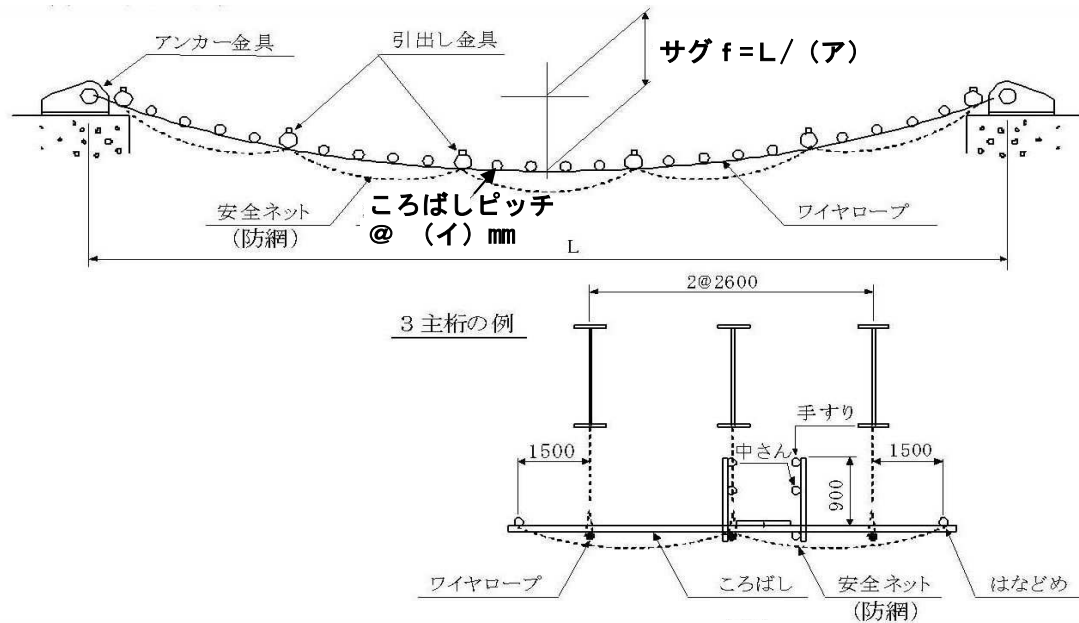 アンカー金具
引出し金具
サグ f=L/(ア)
安全ネット
(防網)
ころばしピッチ
@ (イ) mm
ワイヤロープ
L
2@2600
3主桁の例
手すり
1500
中さん
1500
900
ワイヤロープ
ころばし
安全ネット
(防網)
はなどめ